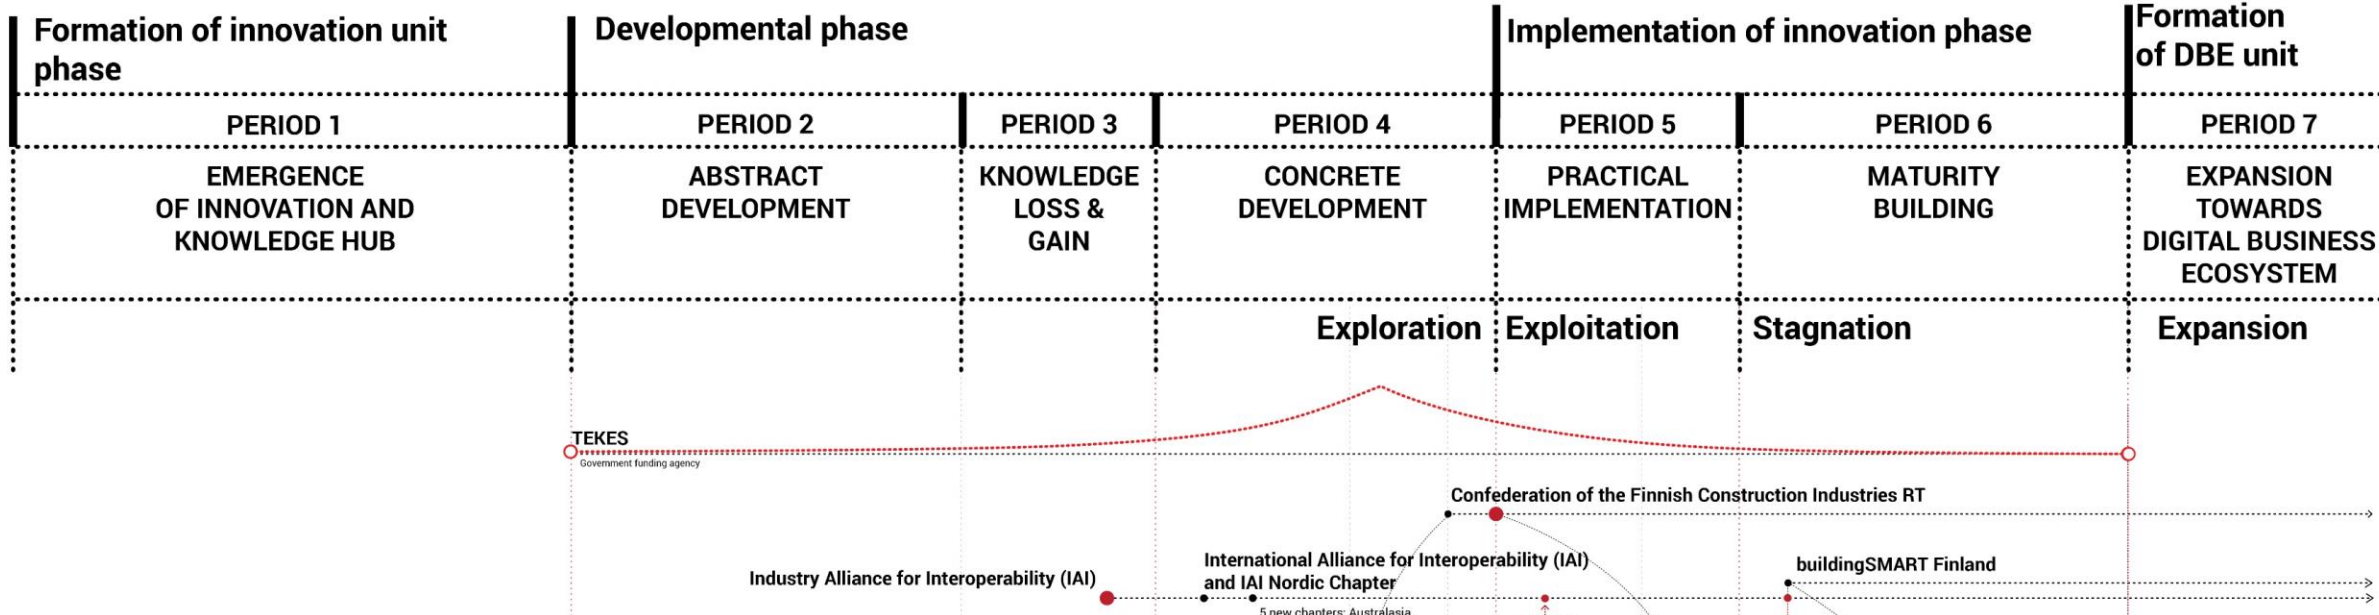 Formation of innovation unit
phase
Developmental phase
Implementation of innovation phase
Formation
of DBE unit
PERIOD 1
PERIOD 2
PERIOD 3
PERIOD 4
PERIOD 5
PERIOD 6
PERIOD 7
EMERGENCE
OF INNOVATION AND
KNOWLEDGE HUB
ABSTRACT
DEVELOPMENT
KNOWLEDGE
LOSS &
GAIN
CONCRETE
DEVELOPMENT
PRACTICAL
IMPLEMENTATION
MATURITY
BUILDING
EXPANSION
TOWARDS
DIGITAL BUSINESS
ECOSYSTEM
Exploration
Exploitation
Stagnation
Expansion
TEKES
Government funding agency
Confederation of the Finnish Construction Industries RT
Industry Alliance for Interoperability (IAI)
International Alliance for Interoperability (IAI)
and IAI Nordic Chapter
5 new chapters: Australasia
buildingSMART Finland